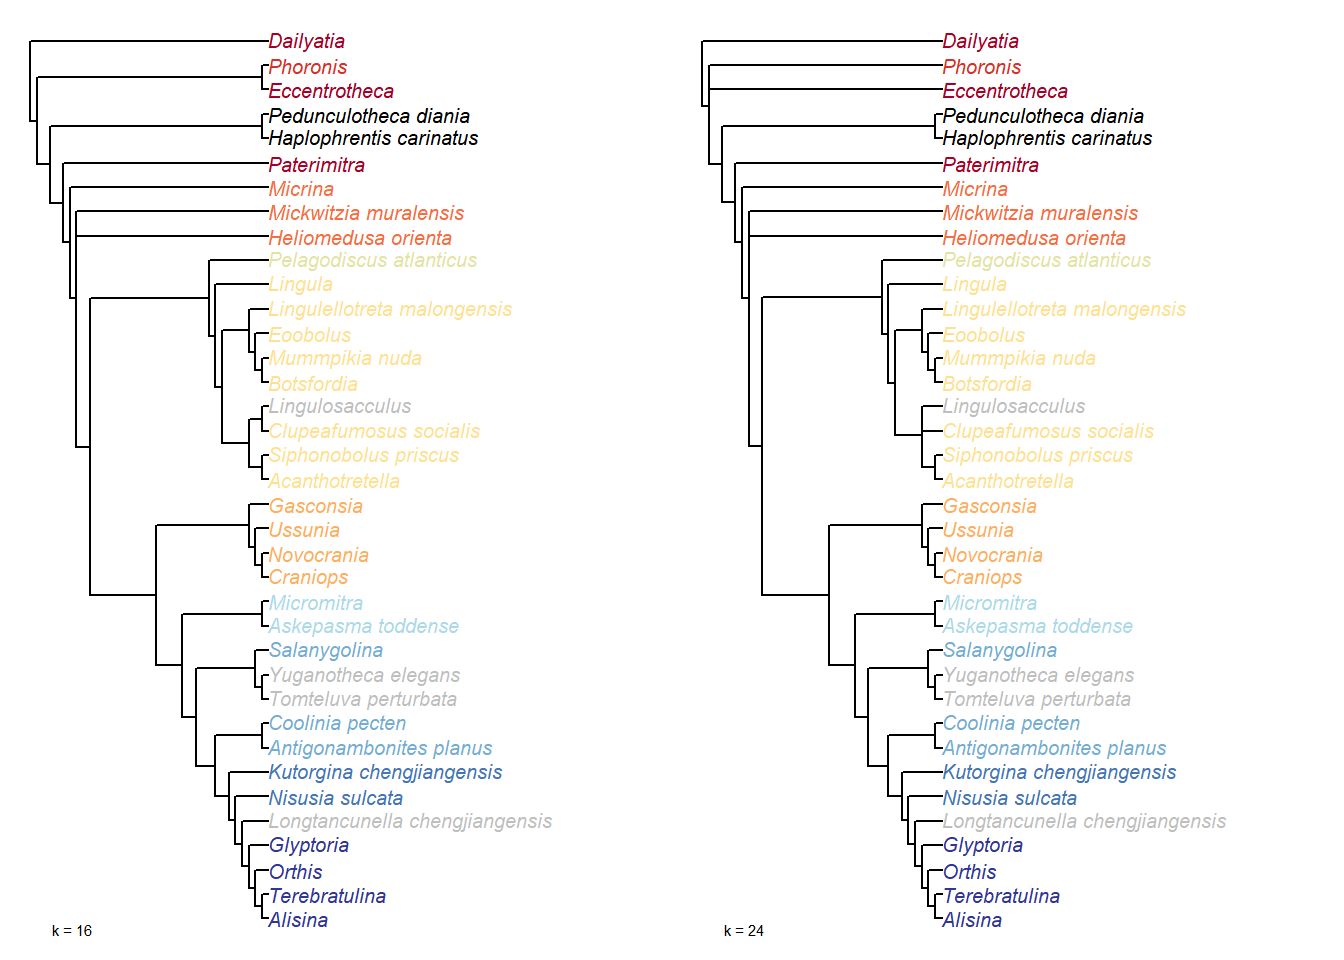 Dailyatia
Phoronis
Eccentrotheca
Pedunculotheca diania
Haplophrentis carinatus
Paterimitra
Micrina
Mickwitzia muralensis
Heliomedusa orienta
Pelagodiscus atlanticus
Lingula
Lingulellotreta malongensis
Eoobolus
Mummpikia nuda
Botsfordia
Lingulosacculus
Clupeafumosus socialis
Siphonobolus priscus
Acanthotretella
Gasconsia
Ussunia
Novocrania
Craniops
Micromitra
Askepasma toddense
Salanygolina
Yuganotheca elegans
Tomteluva perturbata
Coolinia pecten
Antigonambonites planus
Kutorgina chengjiangensis
Nisusia sulcata
Longtancunella chengjiangensis
Glyptoria
Orthis
Terebratulina
Alisina
k = 16
Dailyatia
Phoronis
Eccentrotheca
Pedunculotheca diania
Haplophrentis carinatus
Paterimitra
Micrina
Mickwitzia muralensis
Heliomedusa orienta
Pelagodiscus atlanticus
Lingula
Lingulellotreta malongensis
Eoobolus
Mummpikia nuda
Botsfordia
Lingulosacculus
Clupeafumosus socialis
Siphonobolus priscus
Acanthotretella
Gasconsia
Ussunia
Novocrania
Craniops
Micromitra
Askepasma toddense
Salanygolina
Yuganotheca elegans
Tomteluva perturbata
Coolinia pecten
Antigonambonites planus
Kutorgina chengjiangensis
Nisusia sulcata
Longtancunella chengjiangensis
Glyptoria
Orthis
Terebratulina
Alisina
k = 24